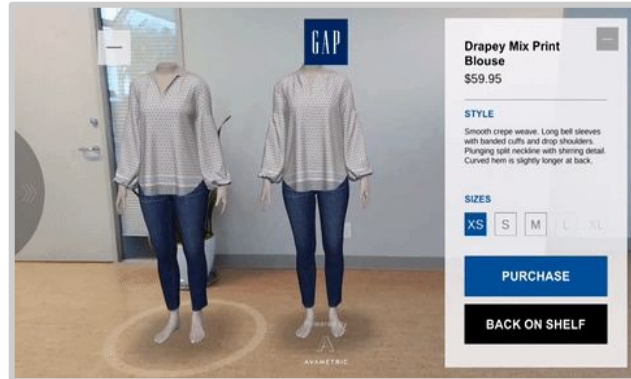 GAP
Drapey Mix Print
Blouse
$59.95
STYLE
Smooth crepe weave. Long bell sleeves
with banded cuffs and drop shoulders.
Plunging split neckline with shirring detail.
Curved hem is slightly longer at back.
SIZES
XS S M L XL
PURCHASE
BACK ON SHELF
powered by
AVAMETRIC